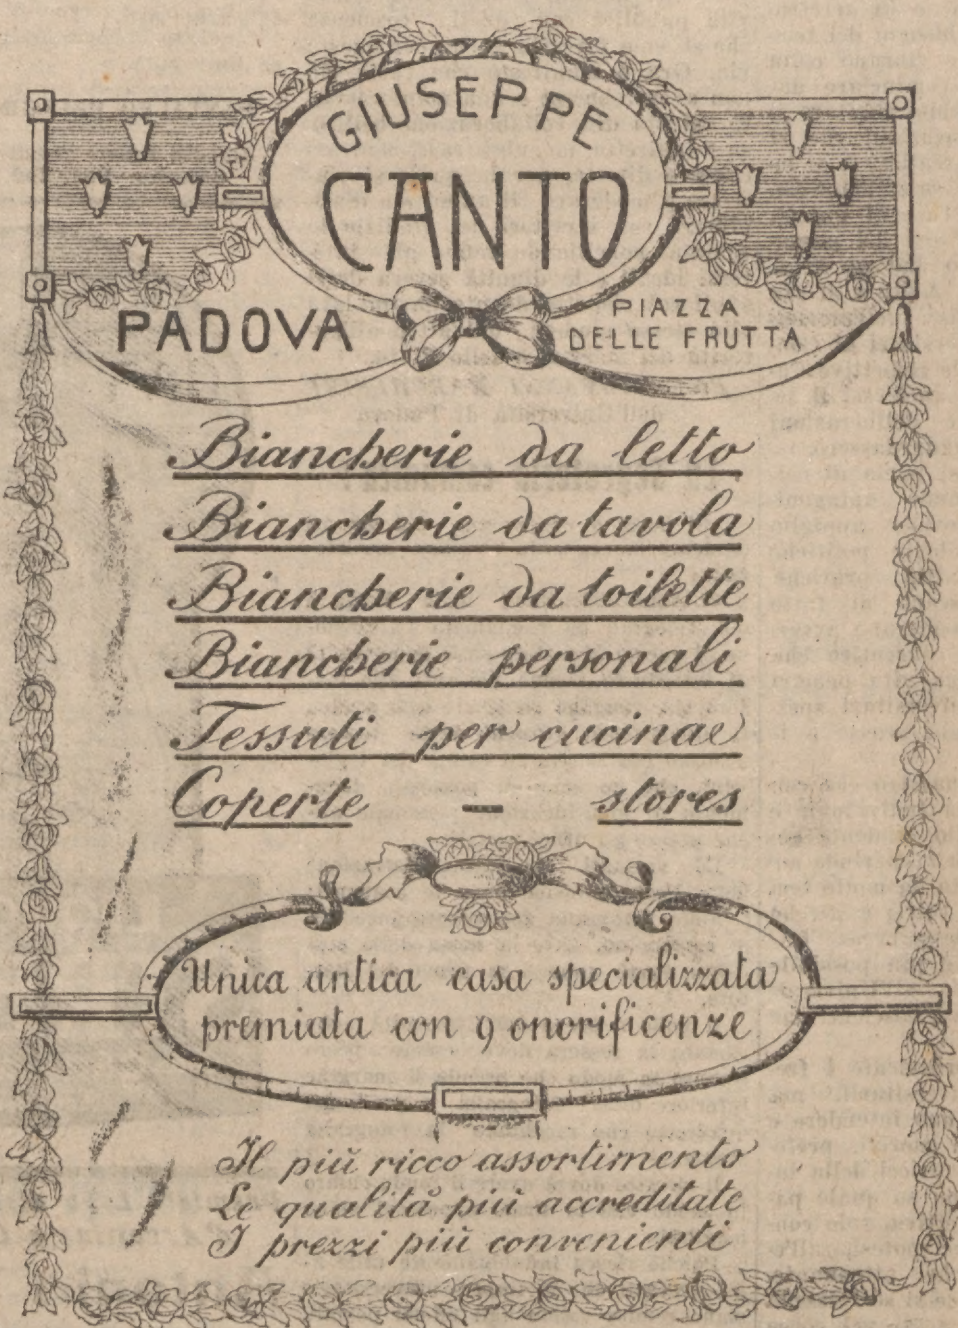 GIUSEPPE
CANTO
PADOVA
PIAZZA
DELLE FRUTTA
Biancherie da letto
Biancherie da tavola
Biancherie da toilette
Biancherie personali
Tessuti per cucina
Coperte – stores
Unica antica casa specializzata
premiata con 9 onorificenze
Il più ricco assortimento
Le qualità più accreditate
I prezzi più convenienti